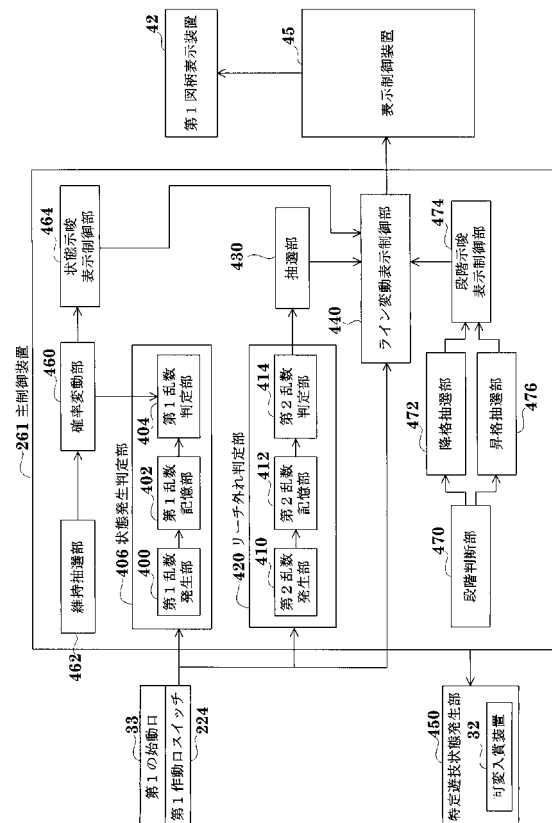 261 主制御装置
462
維持抽選部
460
確率変動部
464
状態示唆
表示制御部
42
第１図柄表示装置
406 状態発生判定部
400
第１乱数
発生部
402
第１乱数
記憶部
404
第１乱数
判定部
45
表示制御装置
33
第１の始動口
第１作動口スイッチ
224
420 リーチ外れ判定部
410
第２乱数
発生部
412
第２乱数
記憶部
414
第２乱数
判定部
430
抽選部
440
ライン変動表示制御部
450
特定遊技状態発生部
32
可変入賞装置
470
段階判断部
472
降格抽選部
476
昇格抽選部
474
段階示唆
表示制御部